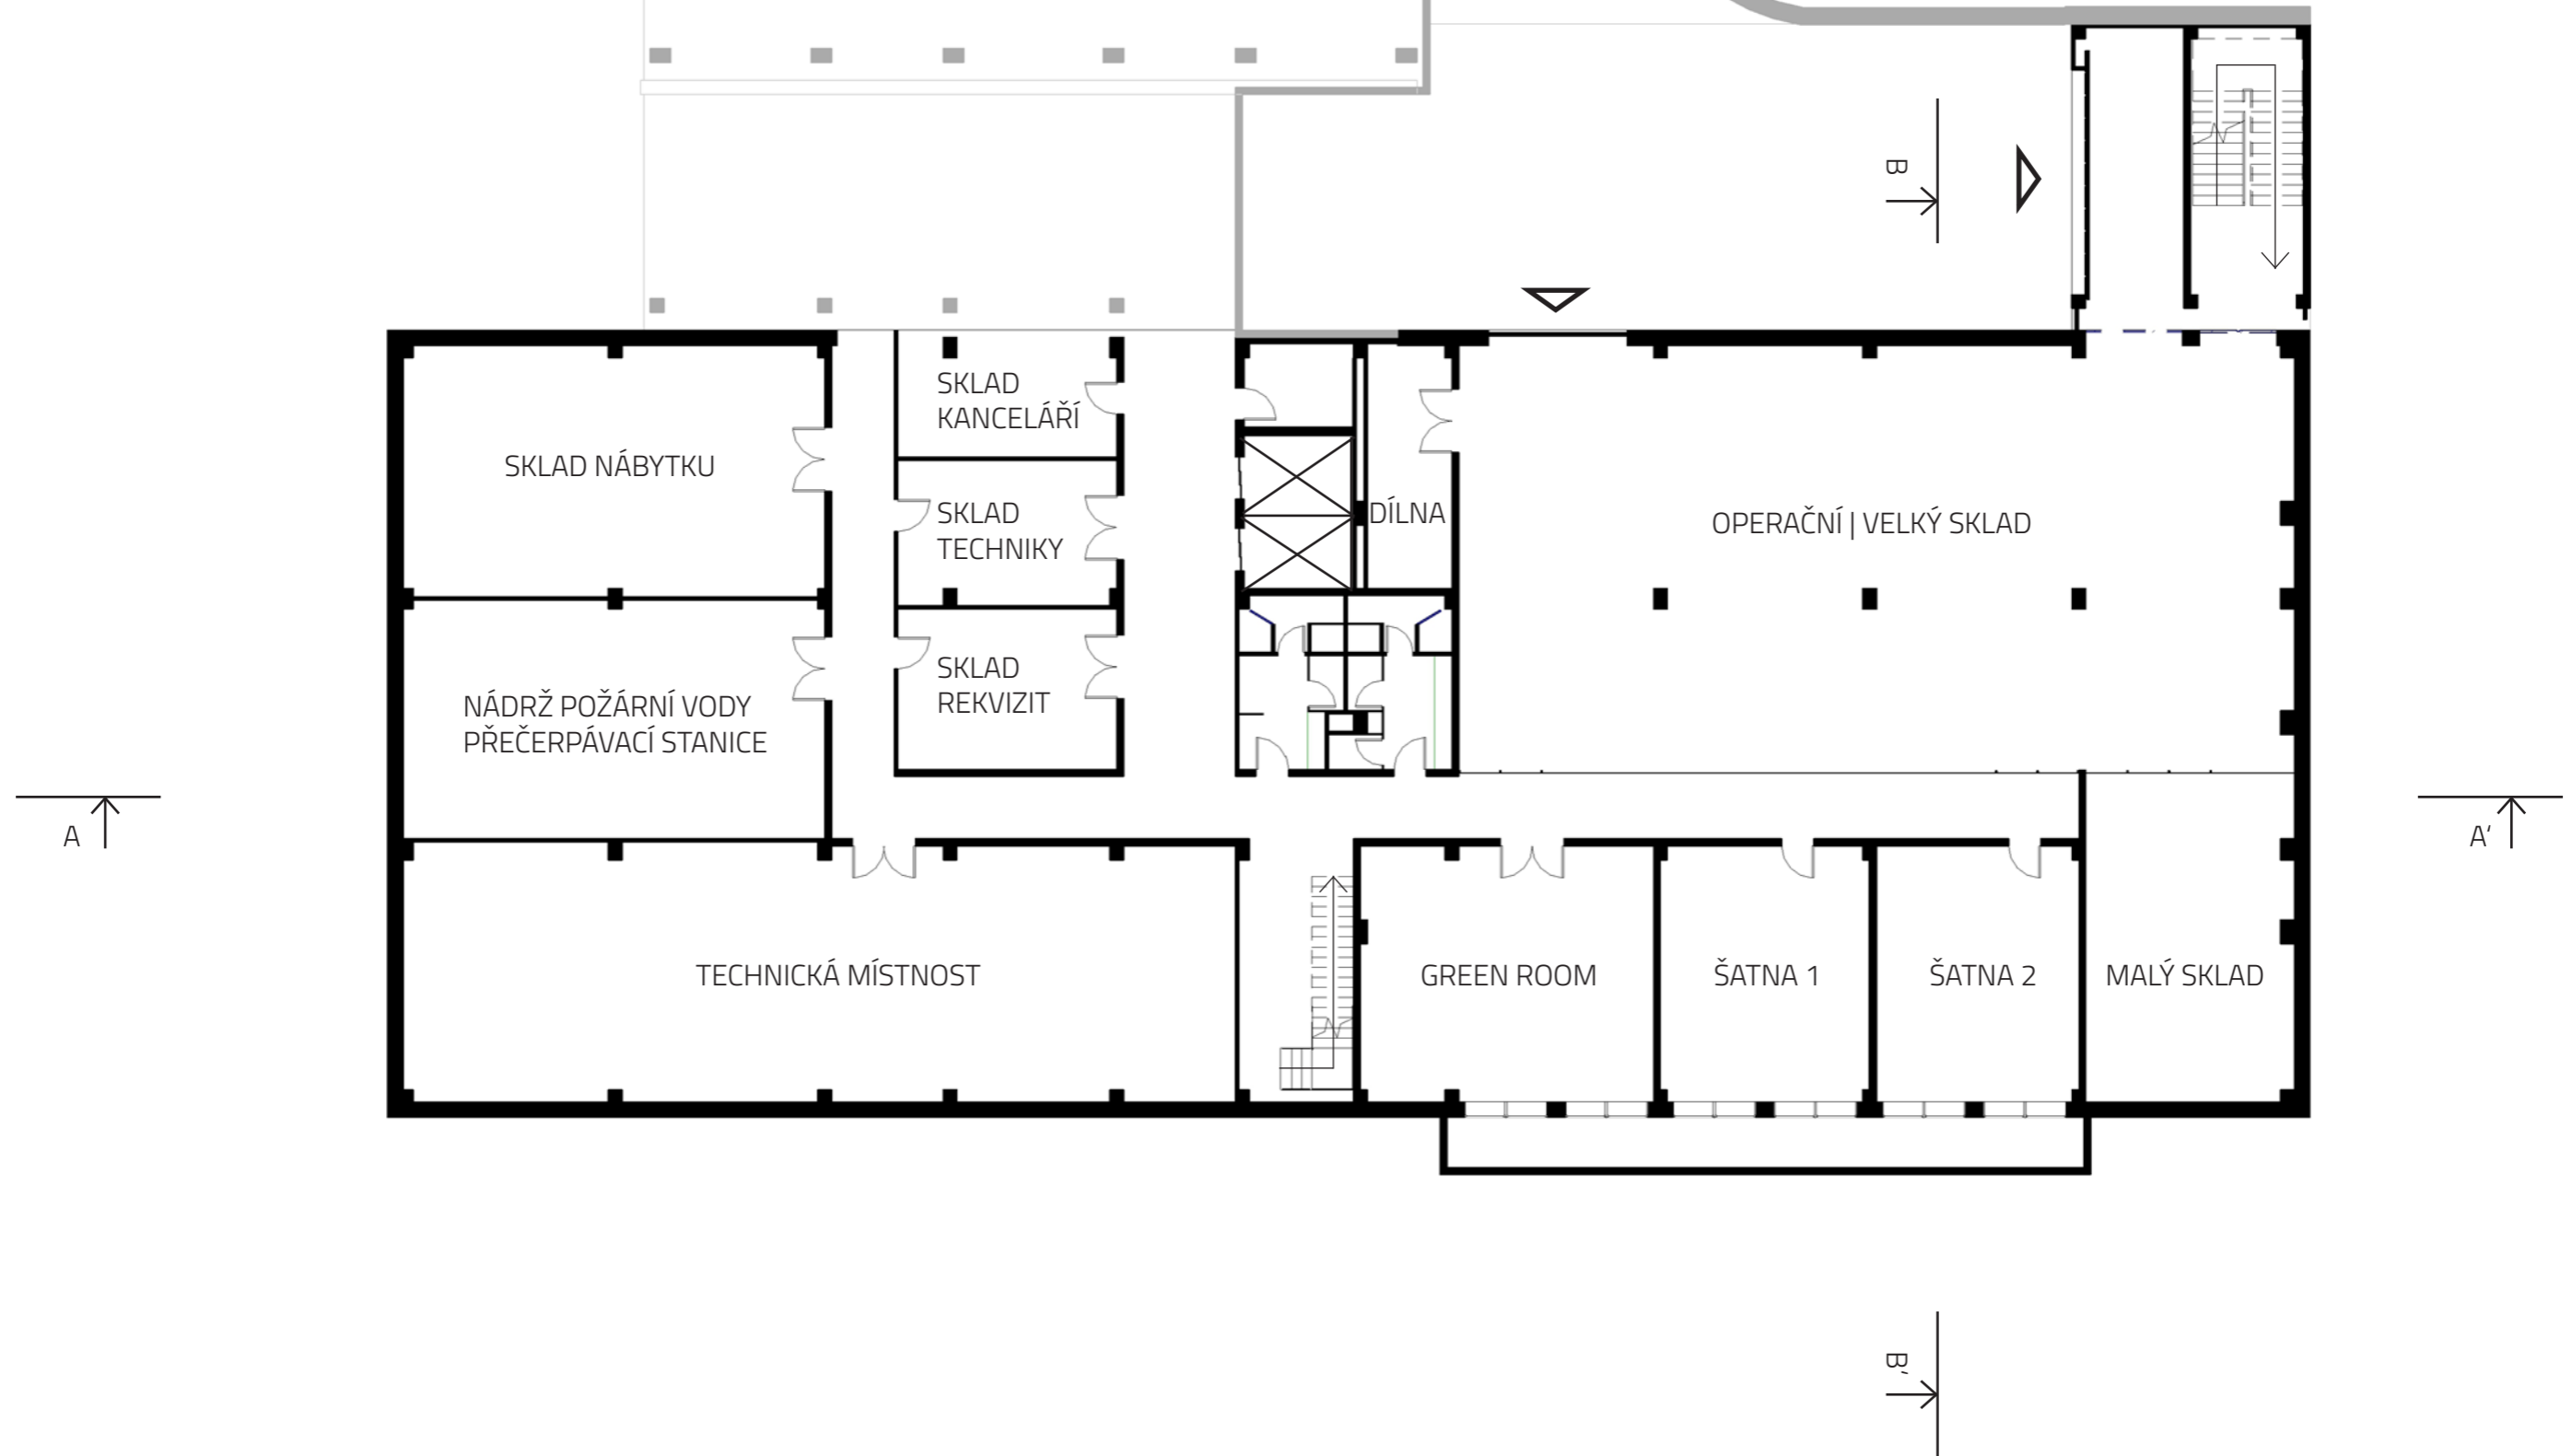 B
SKLAD
KANCELÁŘÍ
SKLAD NÁBYTKU
SKLAD
TECHNIKY
DÍLNA
OPERAČNÍ | VELKÝ SKLAD
SKLAD
REKVIZIT
NÁDRŽ POŽÁRNÍ VODY
PŘEČERPÁVACÍ STANICE
A
A'
TECHNICKÁ MÍSTNOST
GREEN ROOM
ŠATNA 1
ŠATNA 2
MALÝ SKLAD
B'